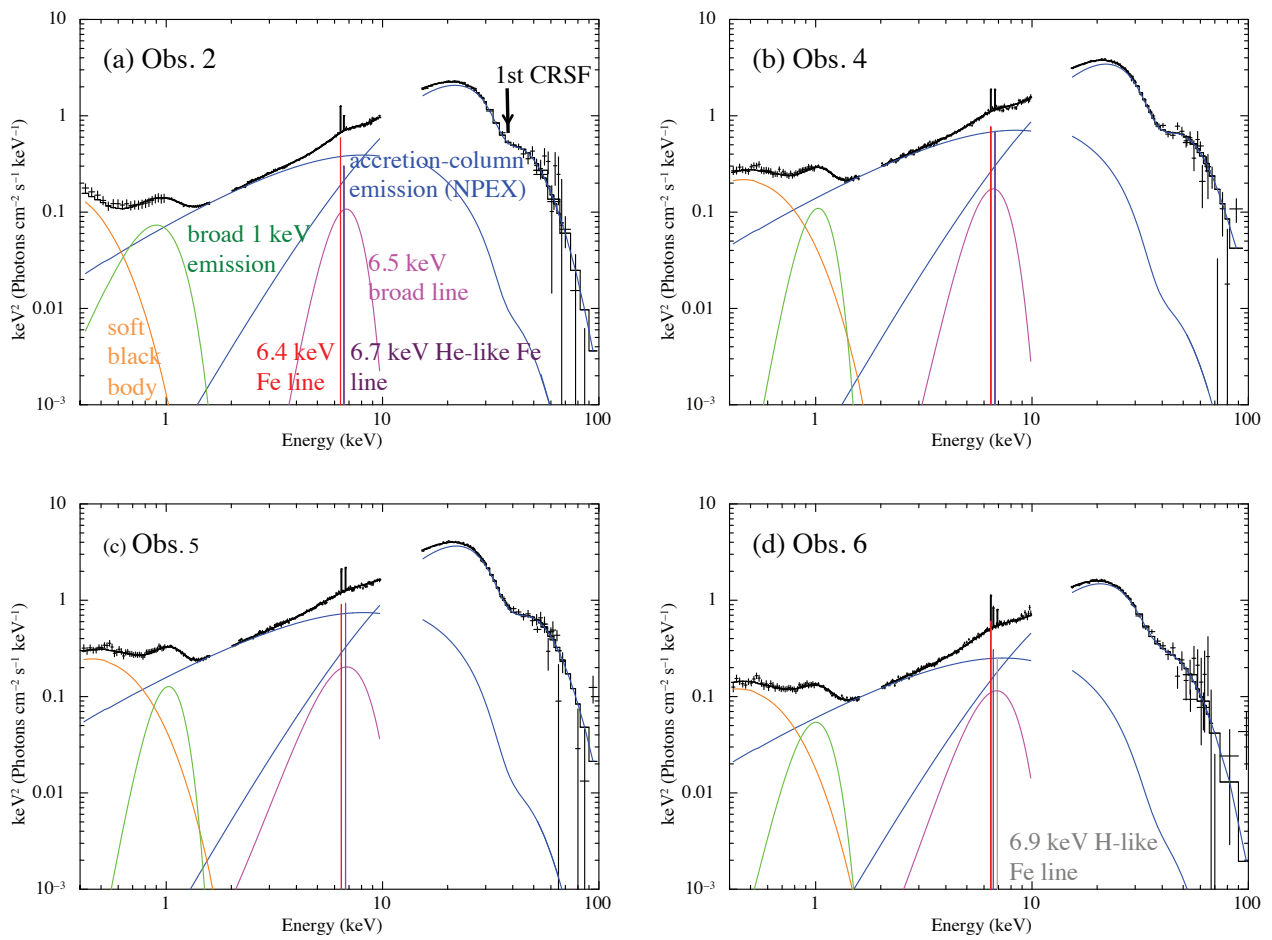 (a) Obs. 2
1st CRSF
accretion-column
emission (NPEX)
broad 1 keV
emission
6.5 keV
broad line
soft
black
body
6.4 keV
Fe line
6.7 keV He-like Fe
line
keV² (Photons cm⁻² s⁻¹ keV⁻¹)
10
1
0.1
0.01
10⁻³
1
10
100
Energy (keV)
(b) Obs. 4
keV² (Photons cm⁻² s⁻¹ keV⁻¹)
10
1
0.1
0.01
10⁻³
1
10
100
Energy (keV)
(c) Obs. 5
keV² (Photons cm⁻² s⁻¹ keV⁻¹)
10
1
0.1
0.01
10⁻³
1
10
100
Energy (keV)
(d) Obs. 6
6.9 keV H-like
Fe line
keV² (Photons cm⁻² s⁻¹ keV⁻¹)
10
1
0.1
0.01
10⁻³
1
10
100
Energy (keV)